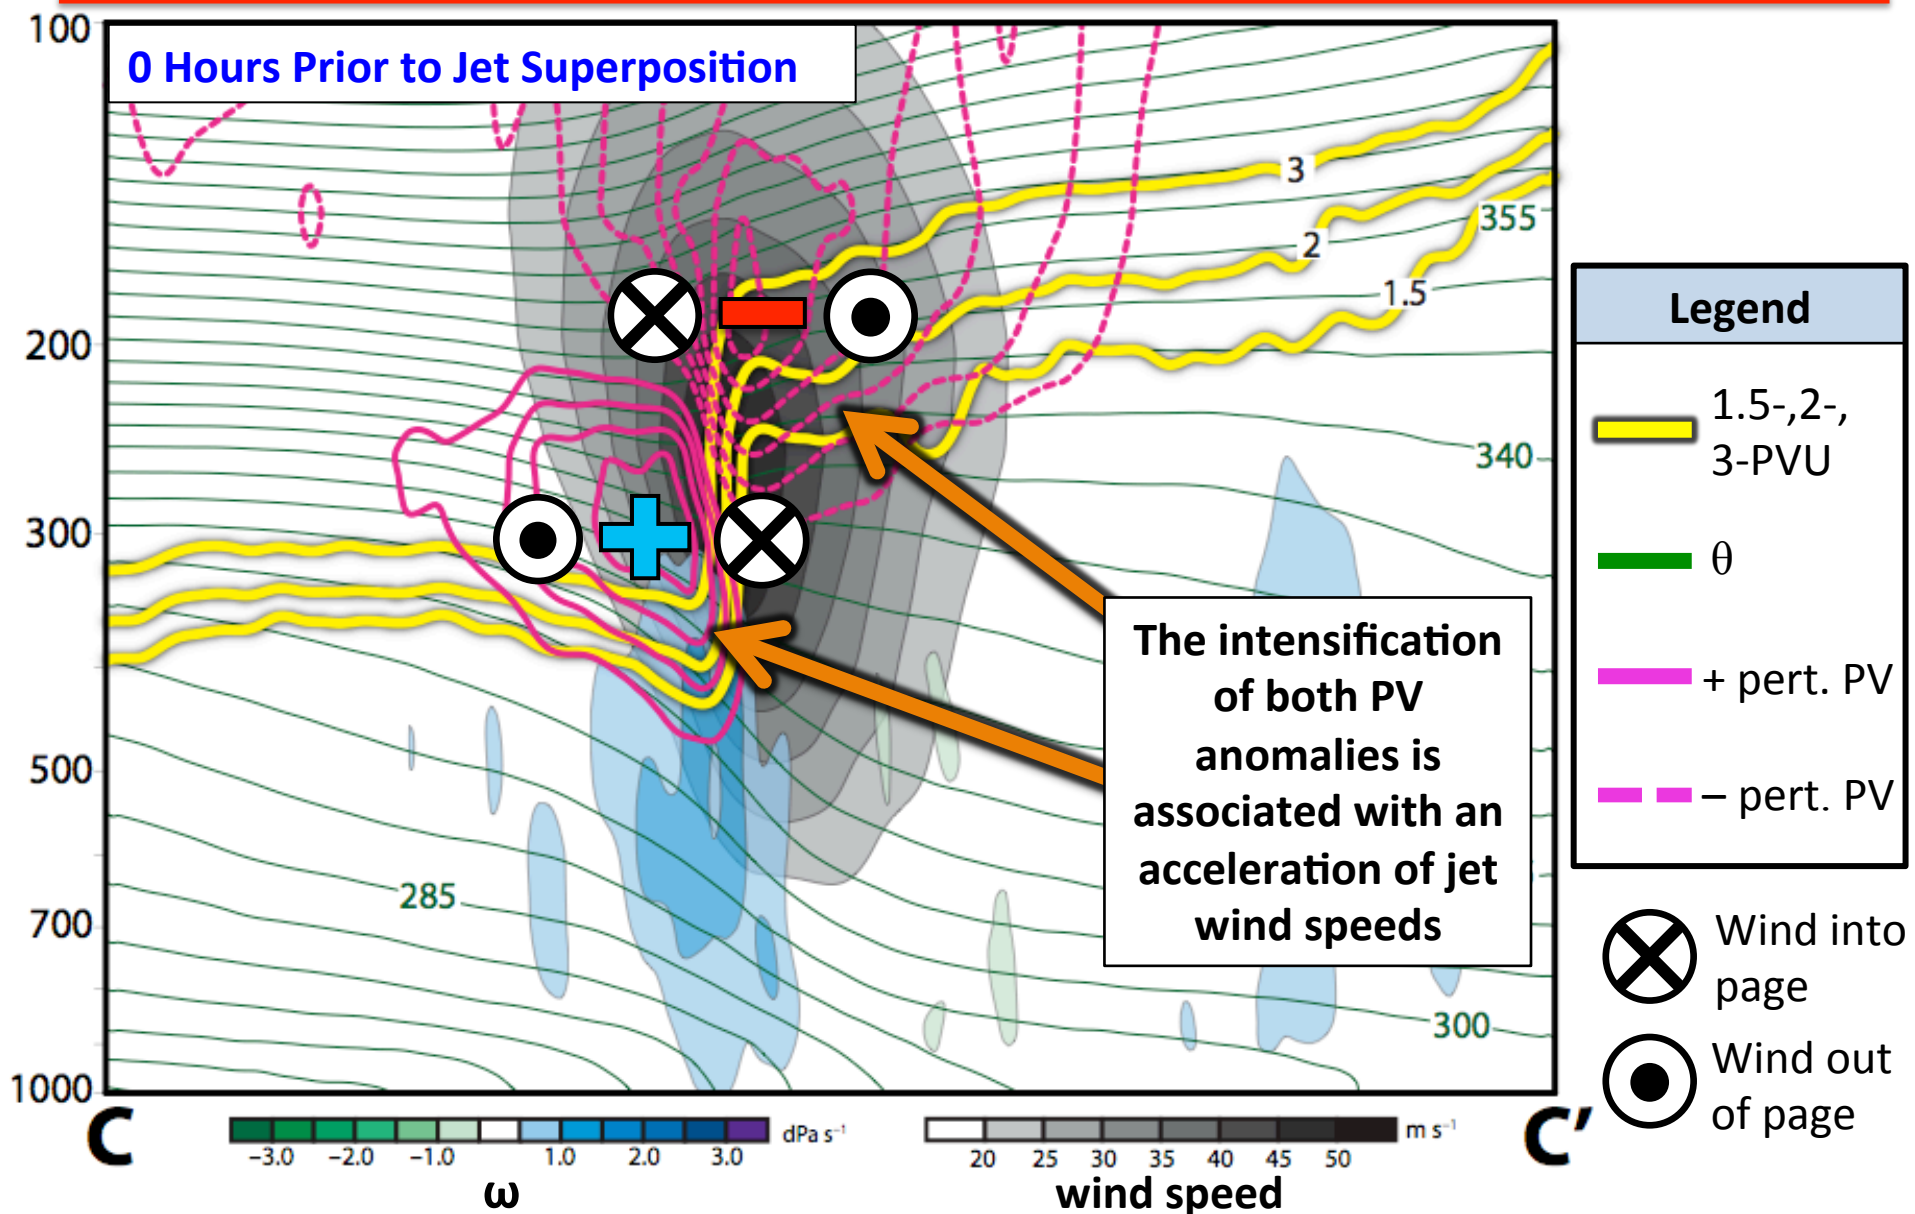 0 Hours Prior to Jet Superposition
100
200
300
500
700
1000
3
2
1.5
355
340
285
300
The intensification
of both PV
anomalies is
associated with an
acceleration of jet
wind speeds
Legend
1.5-,2-,
3-PVU
θ
+ pert. PV
– pert. PV
Wind into
page
Wind out
of page
C
C'
dPa s⁻¹
−3.0 −2.0 −1.0 1.0 2.0 3.0
ω
m s⁻¹
20 25 30 35 40 45 50
wind speed